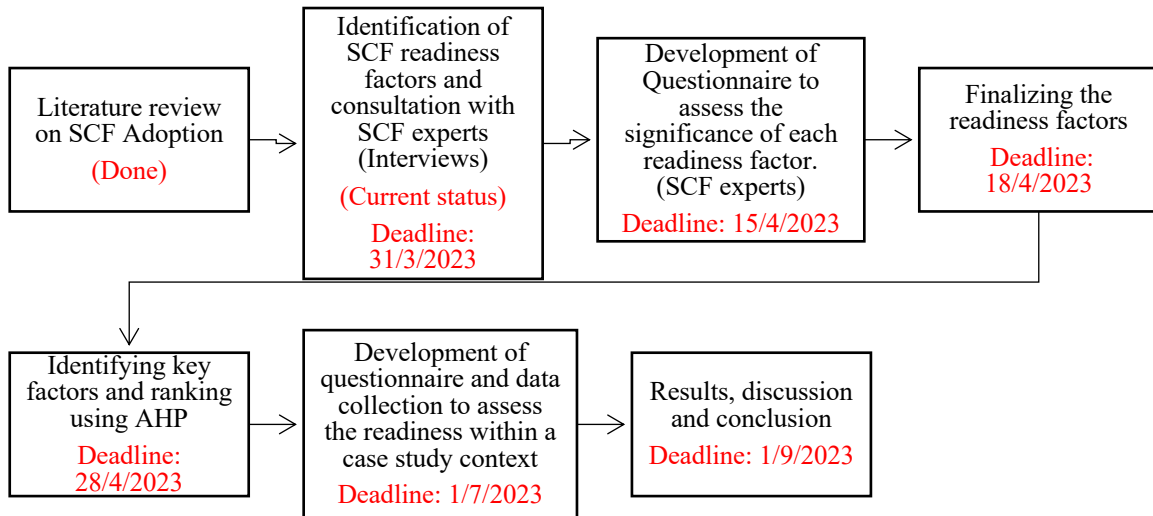 Literature review
on SCF Adoption
(Done)
Identification of
SCF readiness
factors and
consultation with
SCF experts
(Interviews)
(Current status)
Deadline:
31/3/2023
Development of
Questionnaire to
assess the
significance of each
readiness factor.
(SCF experts)
Deadline: 15/4/2023
Finalizing the
readiness factors
Deadline:
18/4/2023
Identifying key
factors and ranking
using AHP
Deadline:
28/4/2023
Development of
questionnaire and data
collection to assess
the readiness within a
case study context
Deadline: 1/7/2023
Results, discussion
and conclusion
Deadline: 1/9/2023